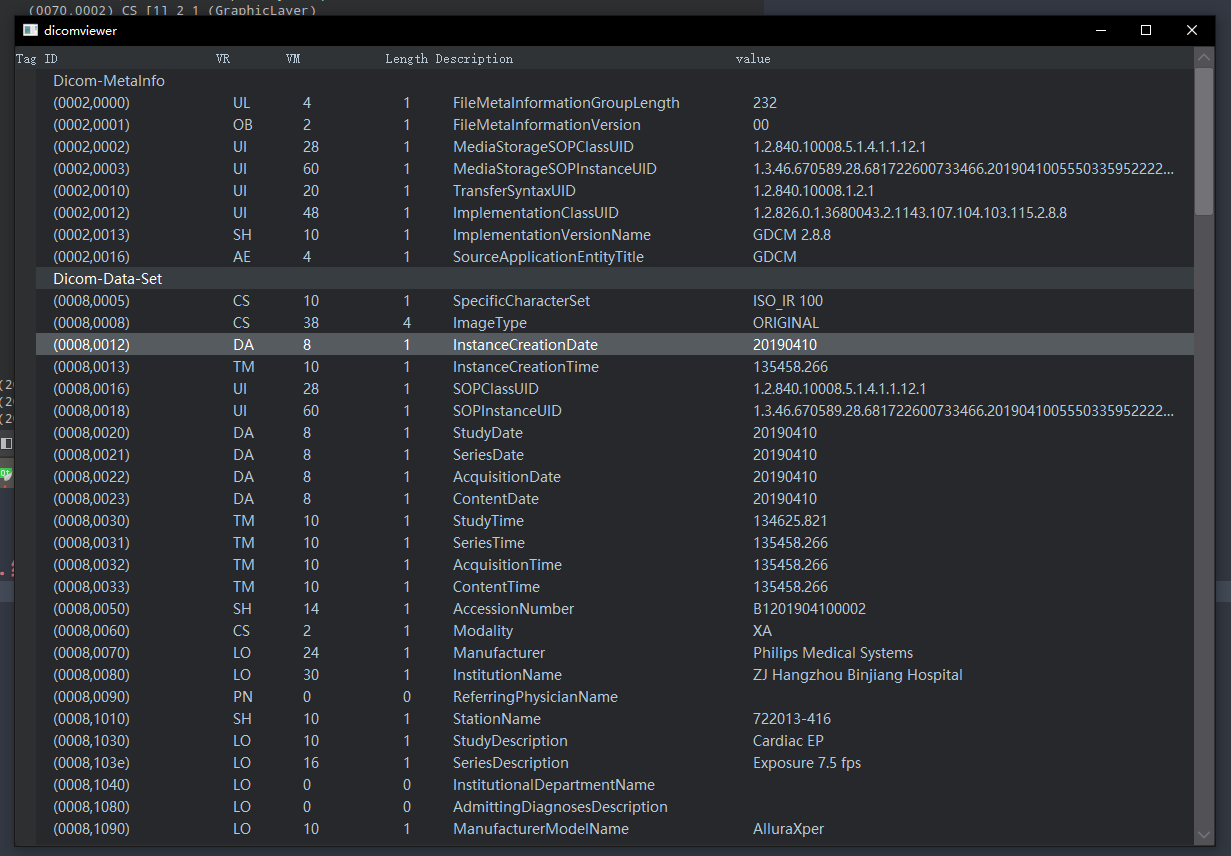 (0070,0002) CS [1] 2 1 (GraphicLayer)
dicomviewer
Tag ID VR VM Length Description value
Dicom-MetaInfo
(0002,0000) UL 4 1 FileMetaInformationGroupLength 232
(0002,0001) OB 2 1 FileMetaInformationVersion 00
(0002,0002) UI 28 1 MediaStorageSOPClassUID 1.2.840.10008.5.1.4.1.1.12.1
(0002,0003) UI 60 1 MediaStorageSOPInstanceUID 1.3.46.670589.28.681722600733466.2019041005550335952222...
(0002,0010) UI 20 1 TransferSyntaxUID 1.2.840.10008.1.2.1
(0002,0012) UI 48 1 ImplementationClassUID 1.2.826.0.1.3680043.2.1143.107.104.103.115.2.8.8
(0002,0013) SH 10 1 ImplementationVersionName GDCM 2.8.8
(0002,0016) AE 4 1 SourceApplicationEntityTitle GDCM
Dicom-Data-Set
(0008,0005) CS 10 1 SpecificCharacterSet ISO_IR 100
(0008,0008) CS 38 4 ImageType ORIGINAL
(0008,0012) DA 8 1 InstanceCreationDate 20190410
(0008,0013) TM 10 1 InstanceCreationTime 135458.266
(0008,0016) UI 28 1 SOPClassUID 1.2.840.10008.5.1.4.1.1.12.1
(0008,0018) UI 60 1 SOPInstanceUID 1.3.46.670589.28.681722600733466.2019041005550335952222...
(0008,0020) DA 8 1 StudyDate 20190410
(0008,0021) DA 8 1 SeriesDate 20190410
(0008,0022) DA 8 1 AcquisitionDate 20190410
(0008,0023) DA 8 1 ContentDate 20190410
(0008,0030) TM 10 1 StudyTime 134625.821
(0008,0031) TM 10 1 SeriesTime 135458.266
(0008,0032) TM 10 1 AcquisitionTime 135458.266
(0008,0033) TM 10 1 ContentTime 135458.266
(0008,0050) SH 14 1 AccessionNumber B1201904100002
(0008,0060) CS 2 1 Modality XA
(0008,0070) LO 24 1 Manufacturer Philips Medical Systems
(0008,0080) LO 30 1 InstitutionName ZJ Hangzhou Binjiang Hospital
(0008,0090) PN 0 0 ReferringPhysicianName
(0008,1010) SH 10 1 StationName 722013-416
(0008,1030) LO 10 1 StudyDescription Cardiac EP
(0008,103e) LO 16 1 SeriesDescription Exposure 7.5 fps
(0008,1040) LO 0 0 InstitutionalDepartmentName
(0008,1080) LO 0 0 AdmittingDiagnosesDescription
(0008,1090) LO 10 1 ManufacturerModelName AlluraXper